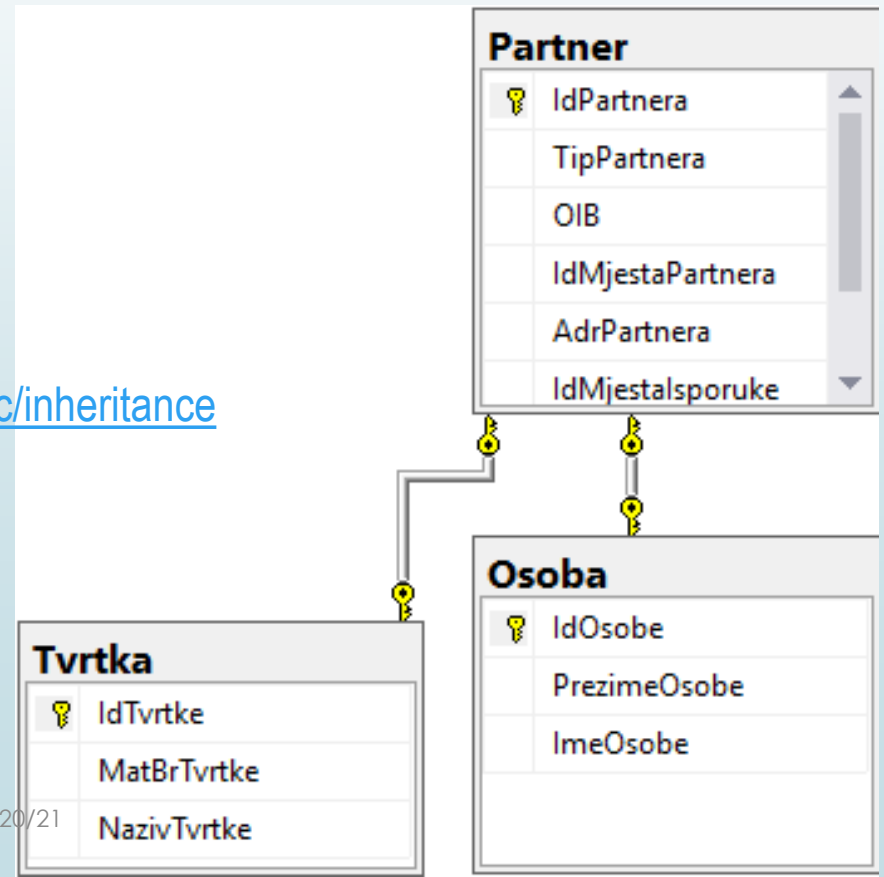 Partner
IdPartnera
TipPartnera
OIB
IdMjestaPartnera
AdrPartnera
IdMjestaIsporuke
c/inheritance
Osoba
IdOsobe
PrezimeOsobe
ImeOsobe
Tvrtka
IdTvrtke
MatBrTvrtke
NazivTvrtke
20/21